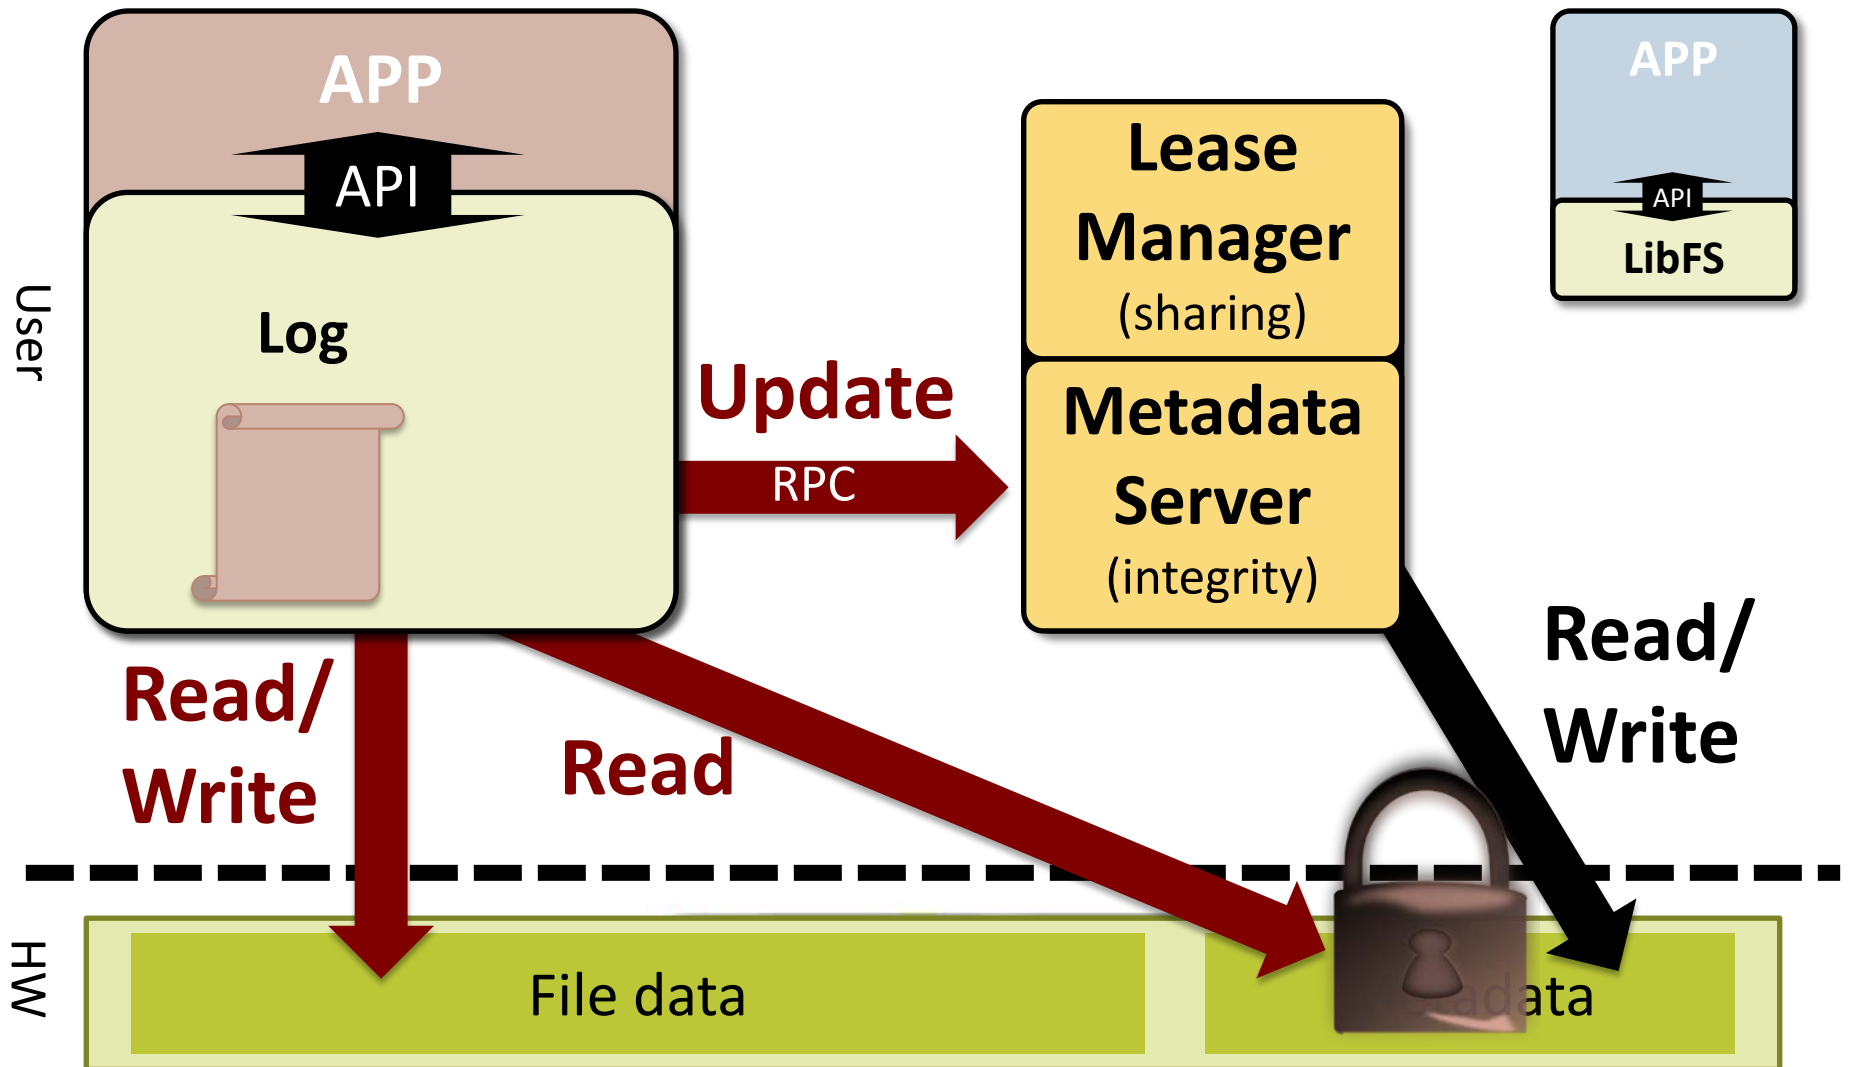 APP
API
Log
User
Update
RPC
Lease
Manager
(sharing)
Metadata
Server
(integrity)
APP
API
LibFS
Read/
Write
Read
Read/
Write
HW
File data